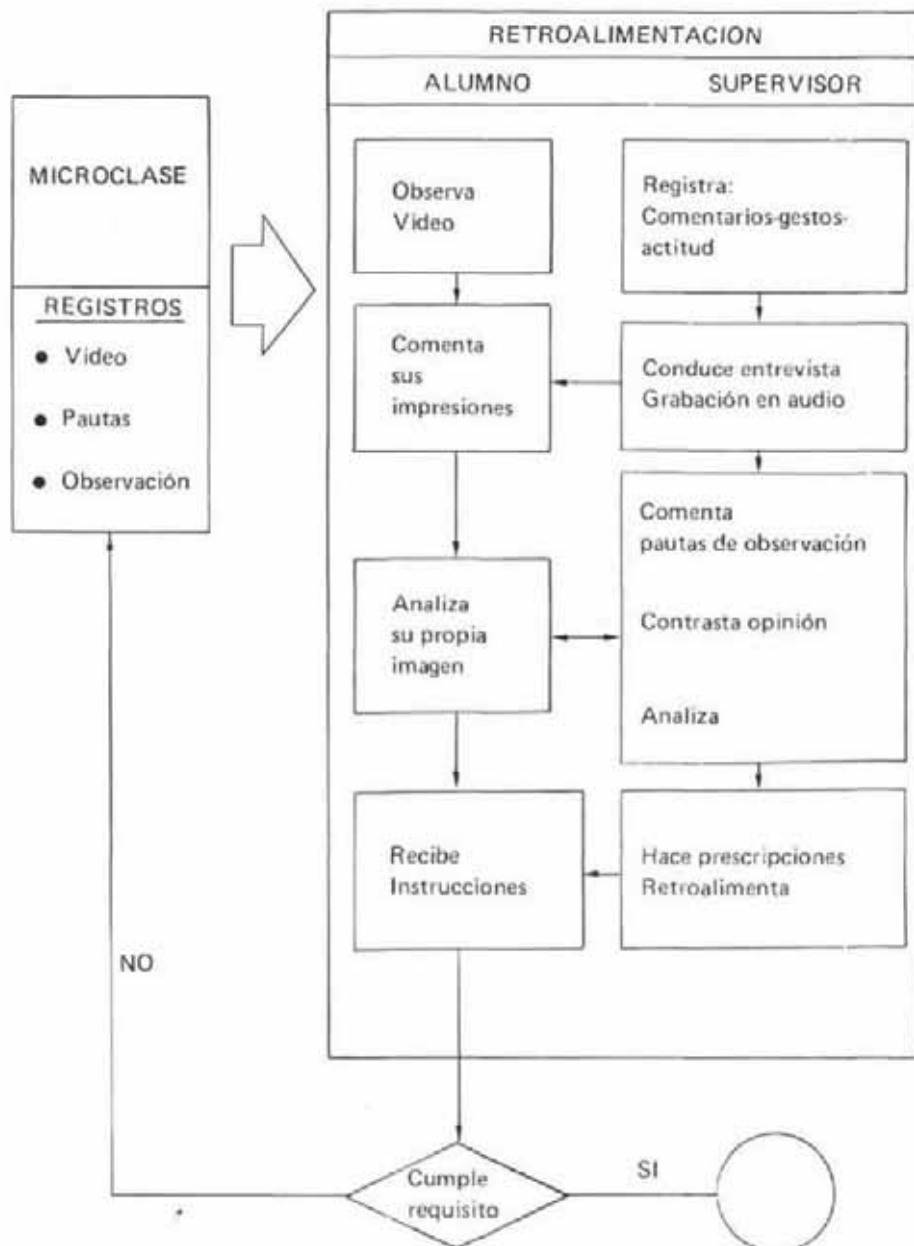 RETROALIMENTACION
ALUMNO
SUPERVISOR
MICROCLASE
REGISTROS
● Video
● Pautas
● Observación
Observa
Video
Registra:
Comentarios-gestos-
actitud
Comenta
sus
impresiones
Conduce entrevista
Grabación en audio
Analiza
su propia
imagen
Comenta
pautas de observación
Contrasta opinión
Analiza
Recibe
Instrucciones
Hace prescripciones
Retroalimenta
NO
Cumple
requisito
SI